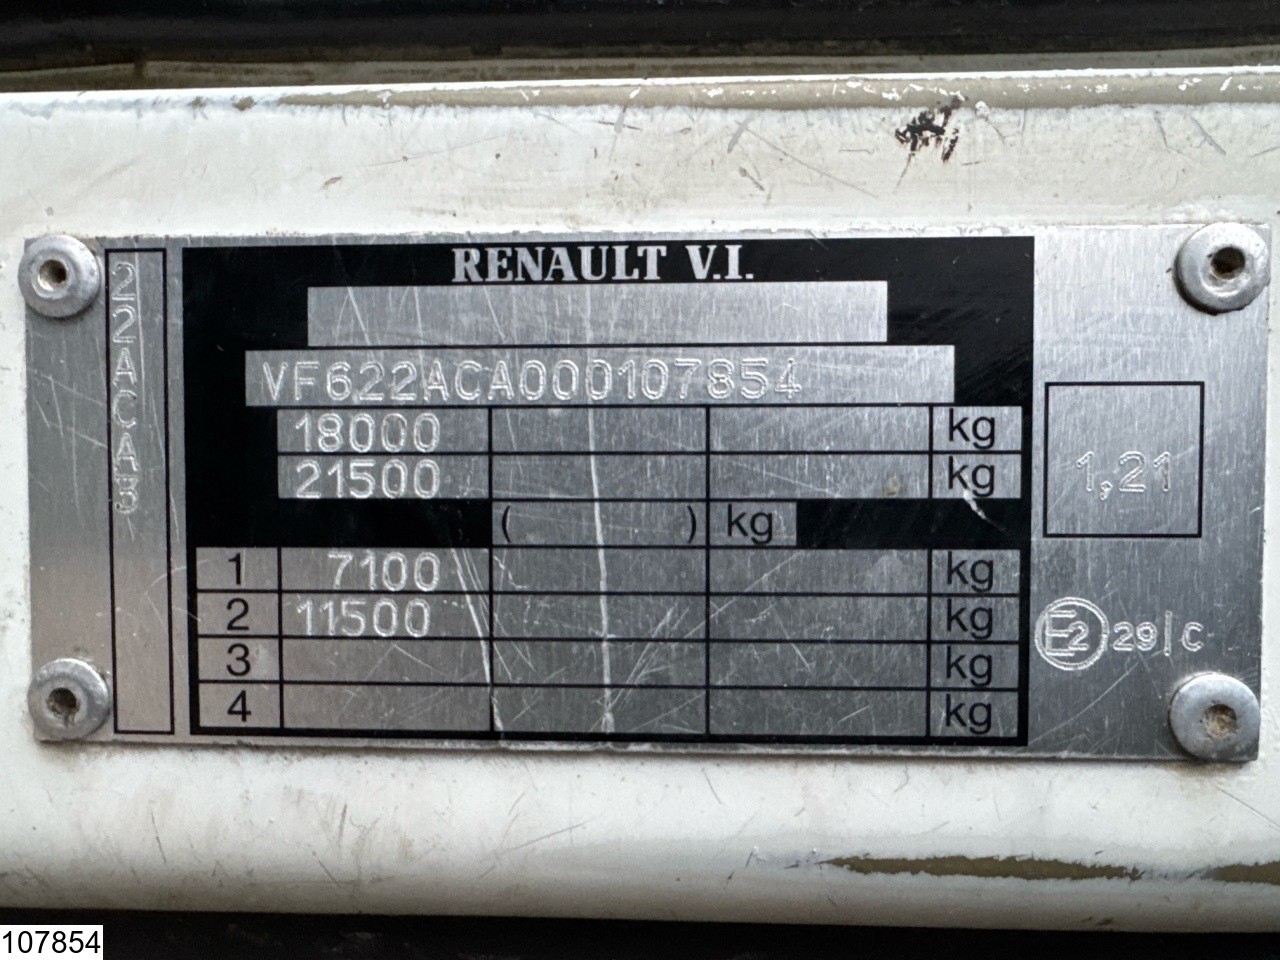 RENAULT V.I.
22ACA3
VF622ACA000107854
18000 kg
21500 kg
( ) kg
1 7100 kg
2 11500 kg
3 kg
4 kg
1,21
E2 29|C
107854